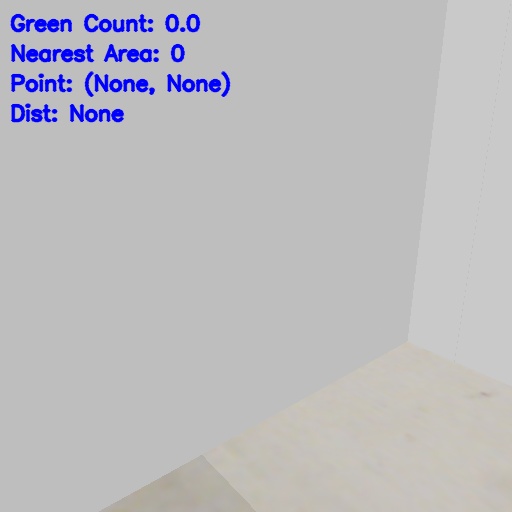 Green Count: 0.0
Nearest Area: 0
Point: (None, None)
Dist: None